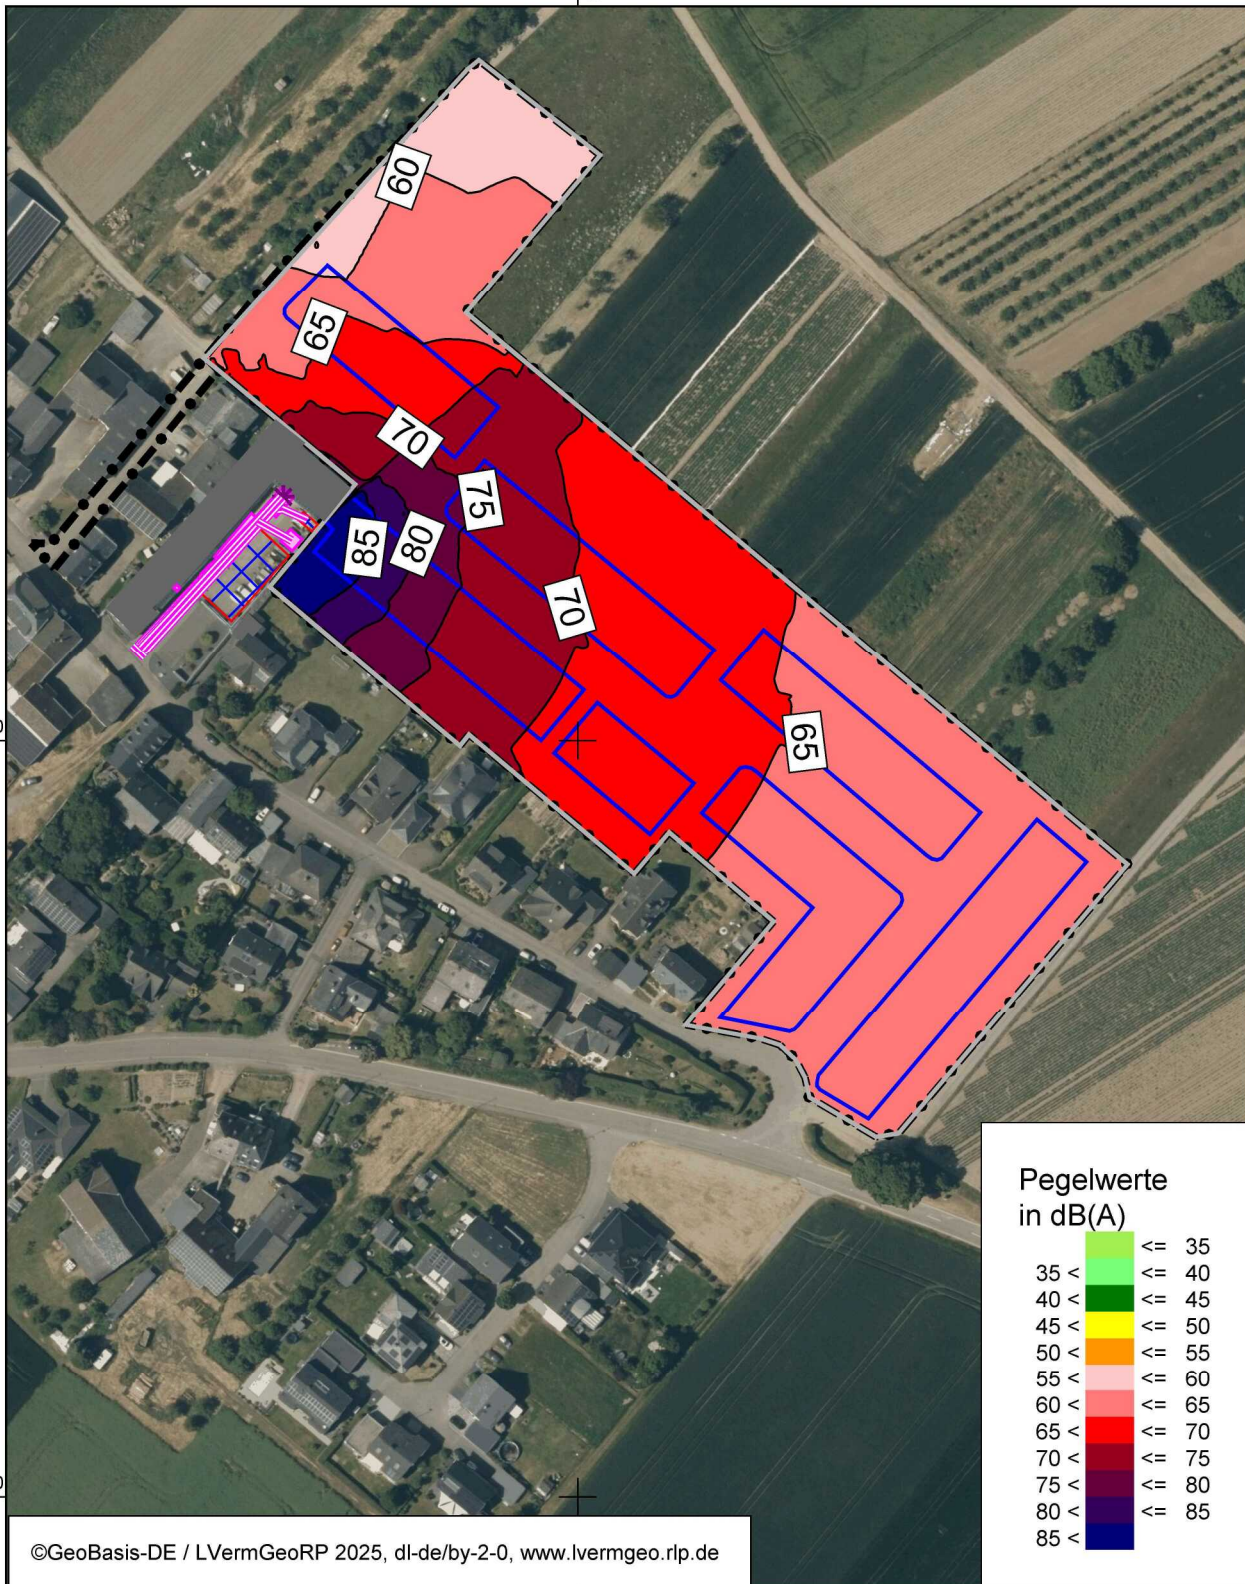 60
65
70
75
85
80
70
65
Pegelwerte
in dB(A)
<= 35
35 < <= 40
40 < <= 45
45 < <= 50
50 < <= 55
55 < <= 60
60 < <= 65
65 < <= 70
70 < <= 75
75 < <= 80
80 < <= 85
85 <
©GeoBasis-DE / LVermGeoRP 2025, dl-de/by-2-0, www.lvermgeo.rlp.de